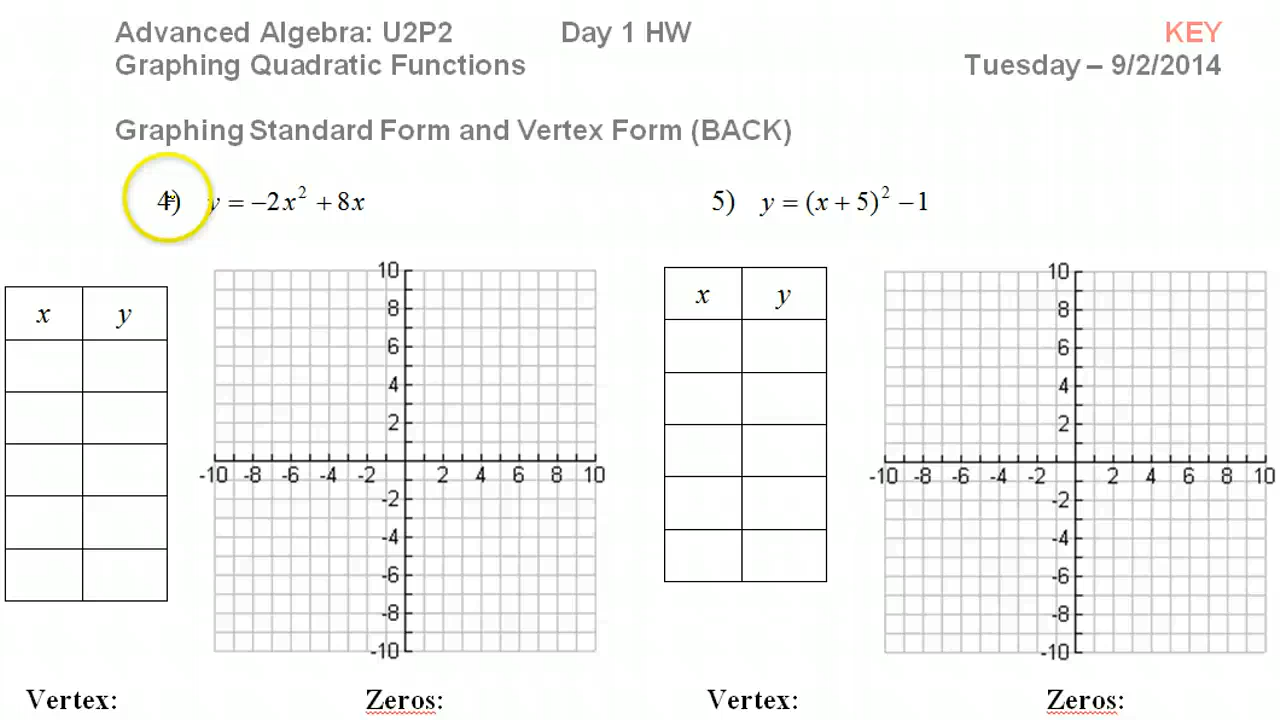 Advanced Algebra: U2P2 Day 1 HW KEY
Graphing Quadratic Functions Tuesday – 9/2/2014
Graphing Standard Form and Vertex Form (BACK)
4) y = −2x² + 8x
5) y = (x + 5)² − 1
x y
10
8
6
4
2
-10 -8 -6 -4 -2 2 4 6 8 10
-2
-4
-6
-8
-10
x y
10
8
6
4
2
-10 -8 -6 -4 -2 2 4 6 8 10
-2
-4
-6
-8
-10
Vertex: Zeros:
Vertex: Zeros: